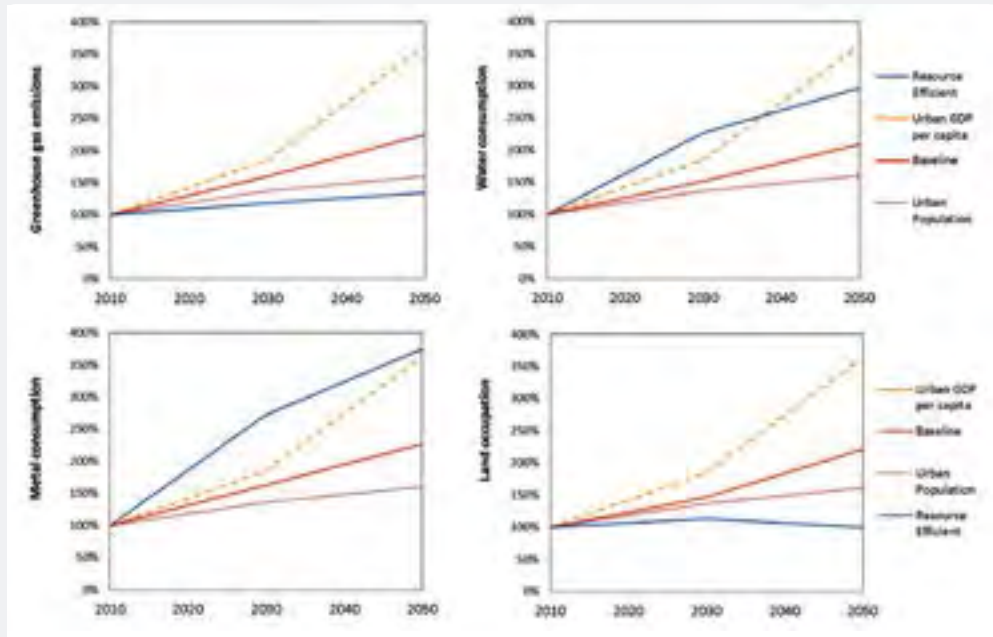 Greenhouse gas emissions
400%
350%
300%
250%
200%
150%
100%
50%
0%
2010 2020 2030 2040 2050
Water consumption
400%
350%
300%
250%
200%
150%
100%
50%
0%
2010 2020 2030 2040 2050
Resource
Efficient
Urban GDP
per capita
Baseline
Urban
Population
Metal consumption
400%
350%
300%
250%
200%
150%
100%
50%
0%
2010 2020 2030 2040 2050
Land occupation
400%
350%
300%
250%
200%
150%
100%
50%
0%
2010 2020 2030 2040 2050
Urban GDP
per capita
Baseline
Urban
Population
Resource
Efficient